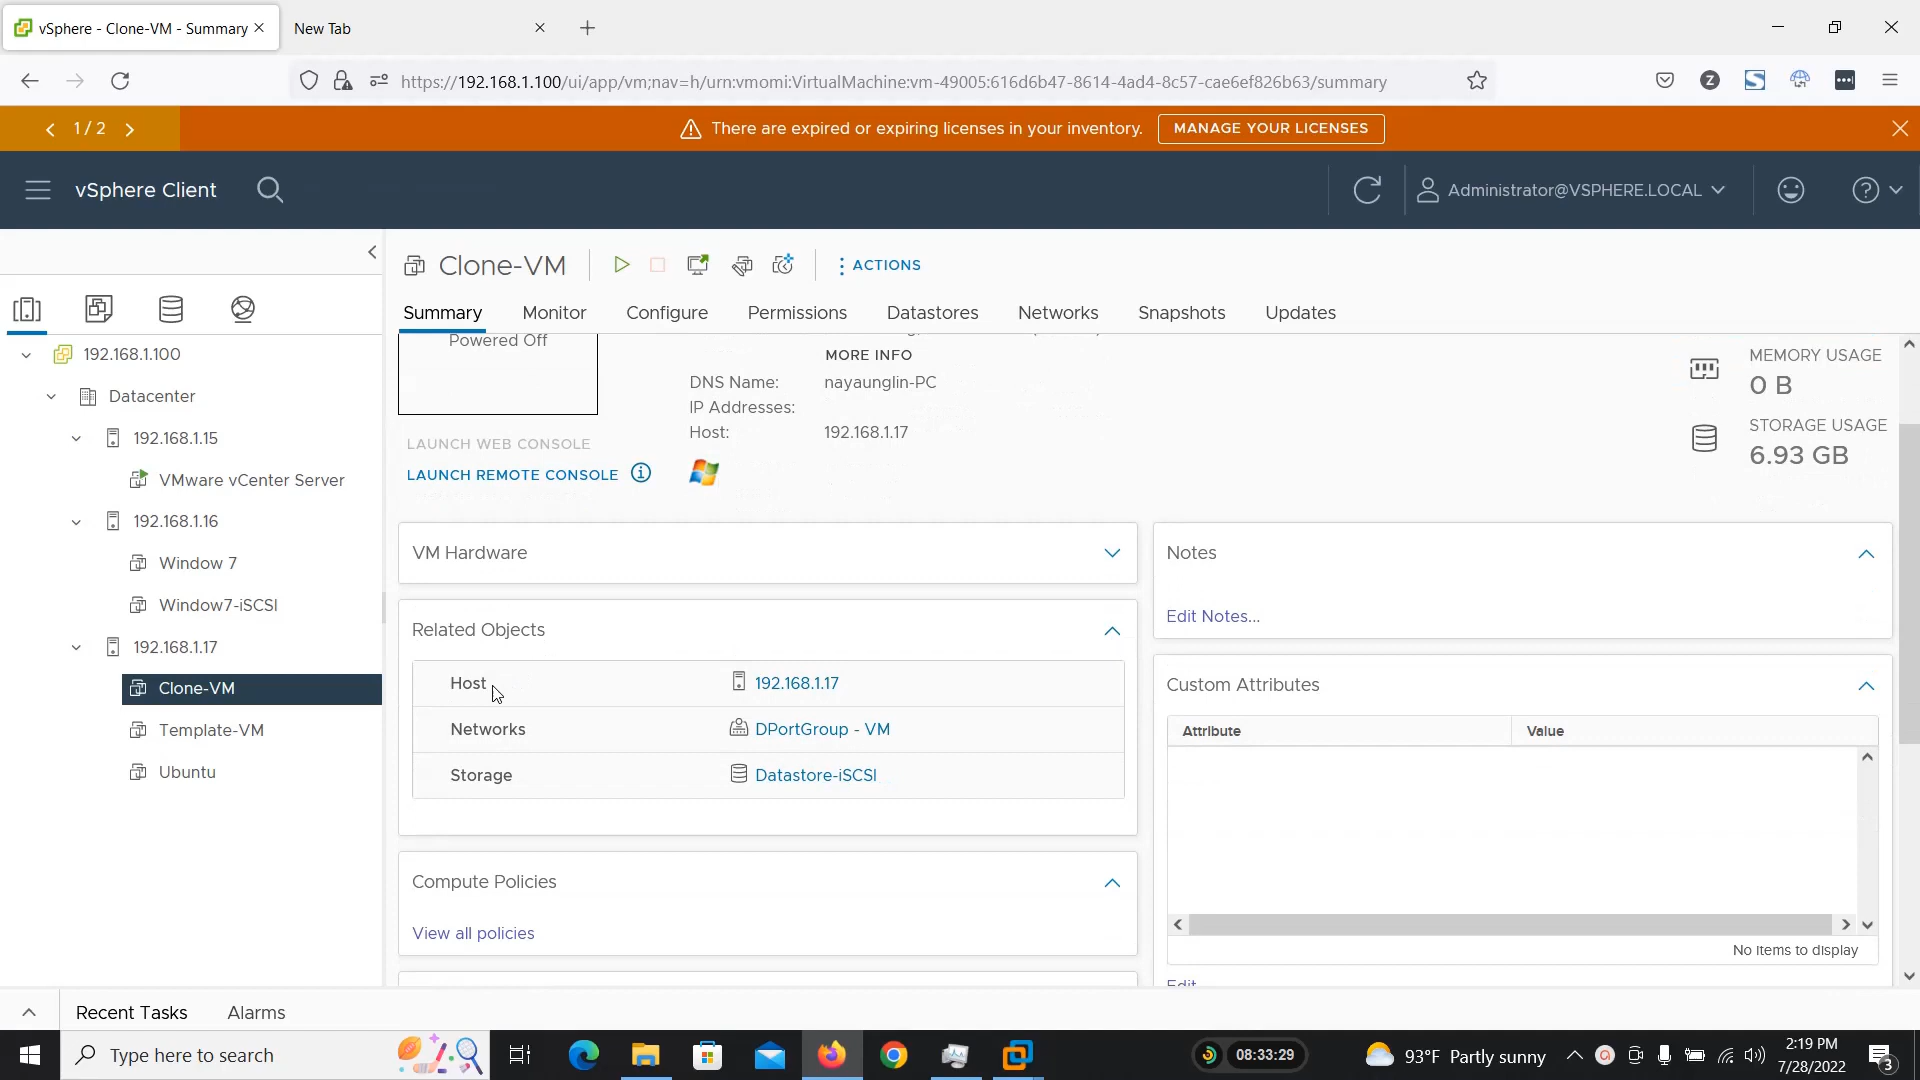 vSphere - Clone-VM - Summary
New Tab
https://192.168.1.100/ui/app/vm;nav=h/urn:vmomi:VirtualMachine:vm-49005:616d6b47-8614-4ad4-8c57-cae6ef826b63/summary
1 / 2
There are expired or expiring licenses in your inventory.
MANAGE YOUR LICENSES
vSphere Client
Administrator@VSPHERE.LOCAL
Clone-VM
ACTIONS
Summary Monitor Configure Permissions Datastores Networks Snapshots Updates
192.168.1.100
Datacenter
192.168.1.15
VMware vCenter Server
192.168.1.16
Window 7
Window7-iSCSI
192.168.1.17
Clone-VM
Template-VM
Ubuntu
Powered Off
LAUNCH WEB CONSOLE
LAUNCH REMOTE CONSOLE
MORE INFO
DNS Name: nayaunglin-PC
IP Addresses:
Host: 192.168.1.17
MEMORY USAGE
0 B
STORAGE USAGE
6.93 GB
VM Hardware
Related Objects
Host 192.168.1.17
Networks DPortGroup - VM
Storage Datastore-iSCSI
Compute Policies
View all policies
Notes
Edit Notes...
Custom Attributes
Attribute Value
No items to display
Edit...
Recent Tasks Alarms
Type here to search
08:33:29
93°F Partly sunny
2:19 PM
7/28/2022
3